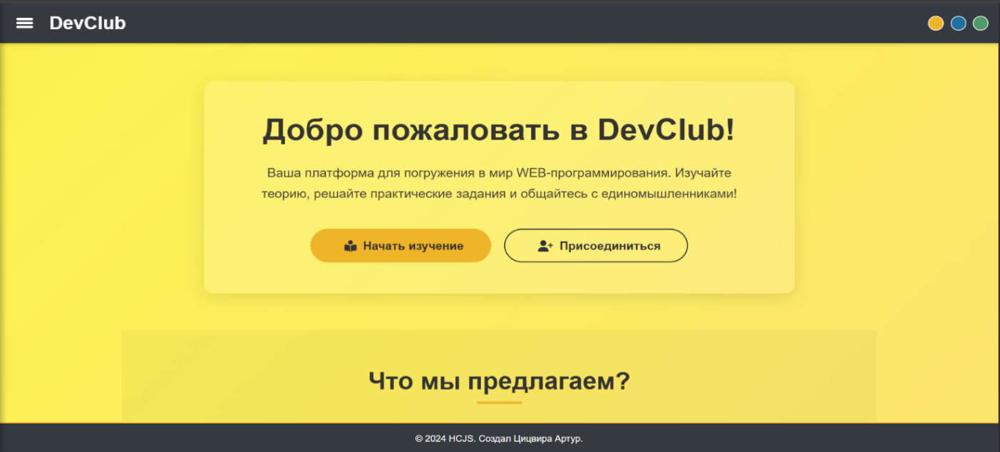 DevClub
Добро пожаловать в DevClub!
Ваша платформа для погружения в мир WEB-программирования. Изучайте
теорию, решайте практические задания и общайтесь с единомышленниками!
Начать изучение
Присоединиться
Что мы предлагаем?
© 2024 HCJS. Создал Цицвира Артур.